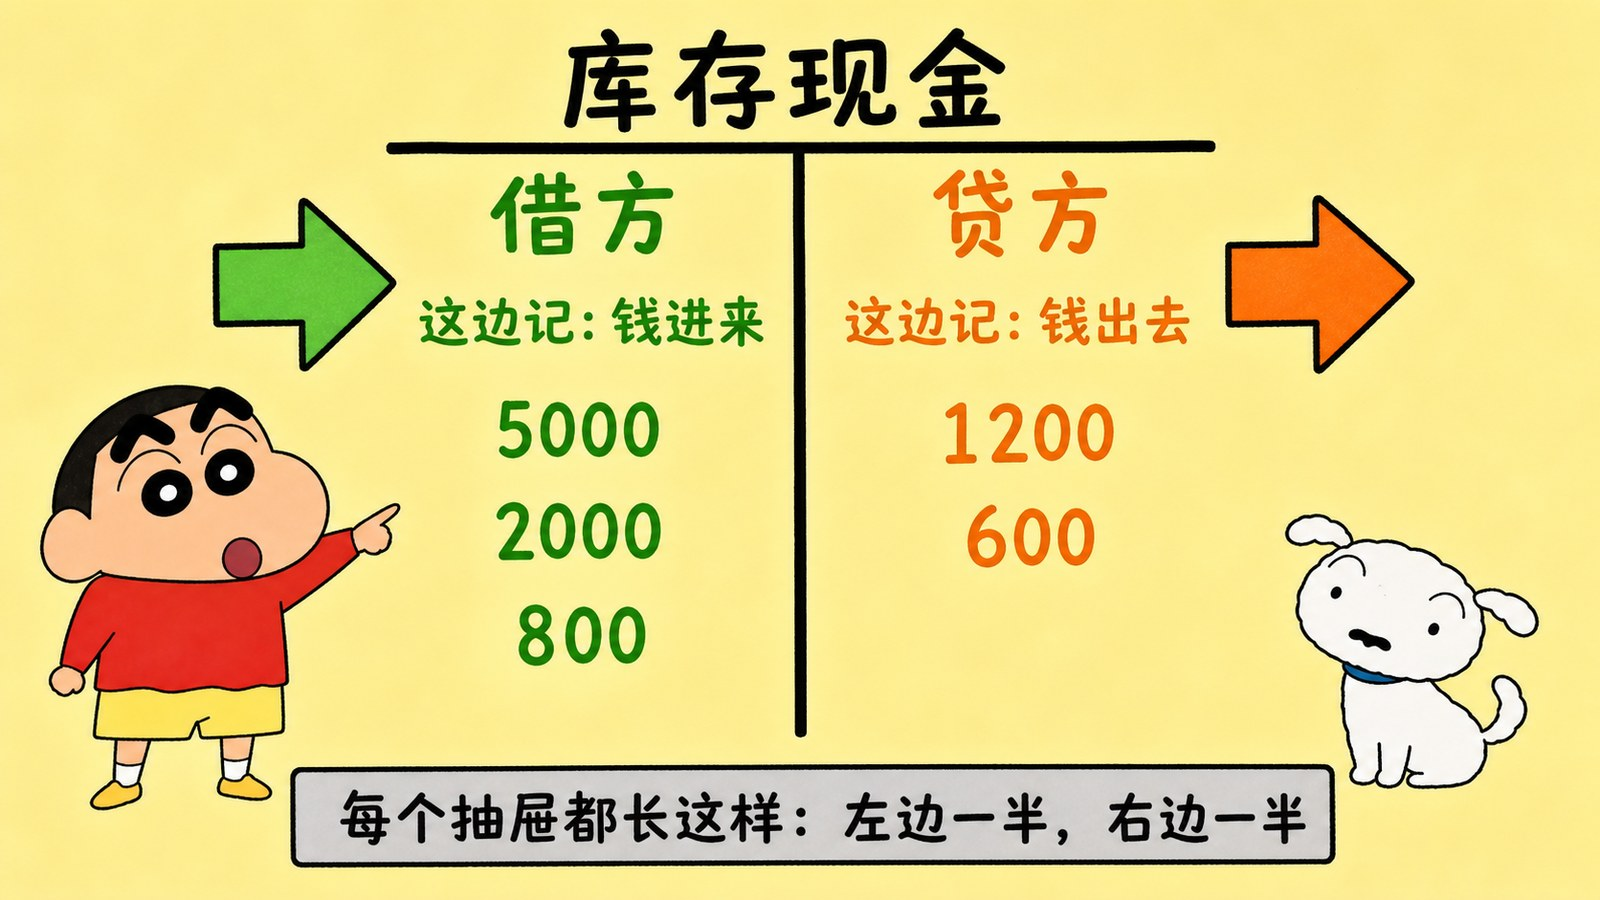 库存现金
借方
这边记：钱进来
5000
2000
800
贷方
这边记：钱出去
1200
600
每个抽屉都长这样：左边一半，右边一半